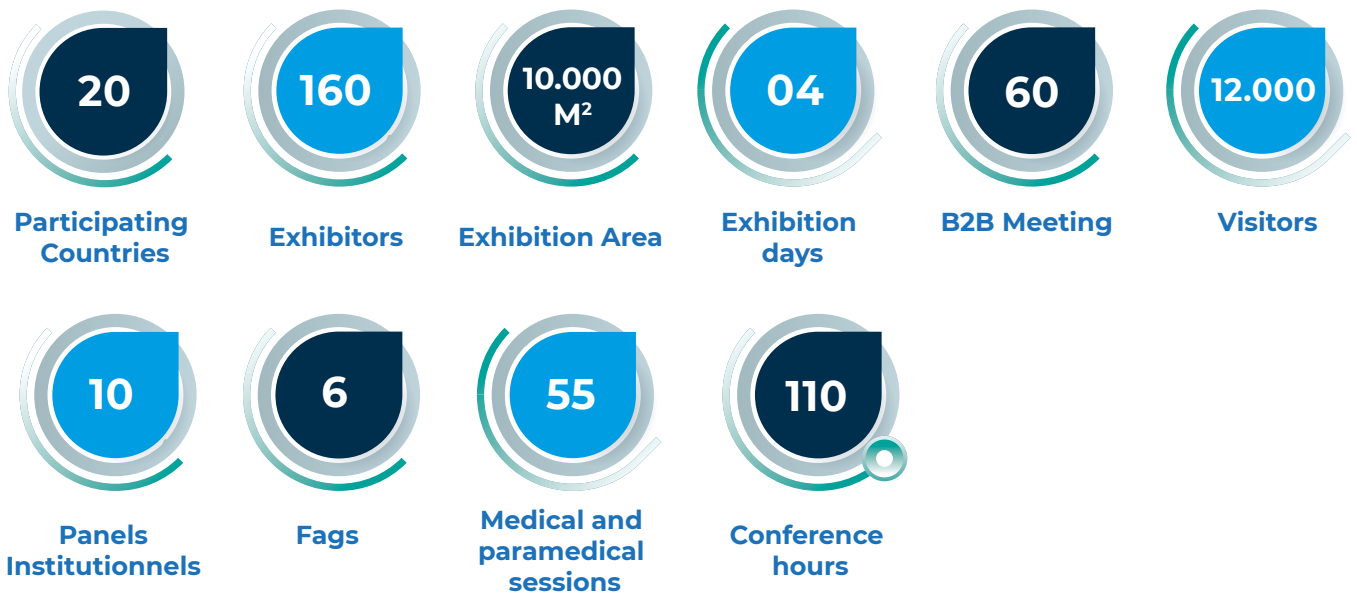 20
Participating
Countries
160
Exhibitors
10.000
M²
Exhibition Area
04
Exhibition
days
60
B2B Meeting
12.000
Visitors
10
Panels
Institutionnels
6
Fags
55
Medical and
paramedical
sessions
110
Conference
hours